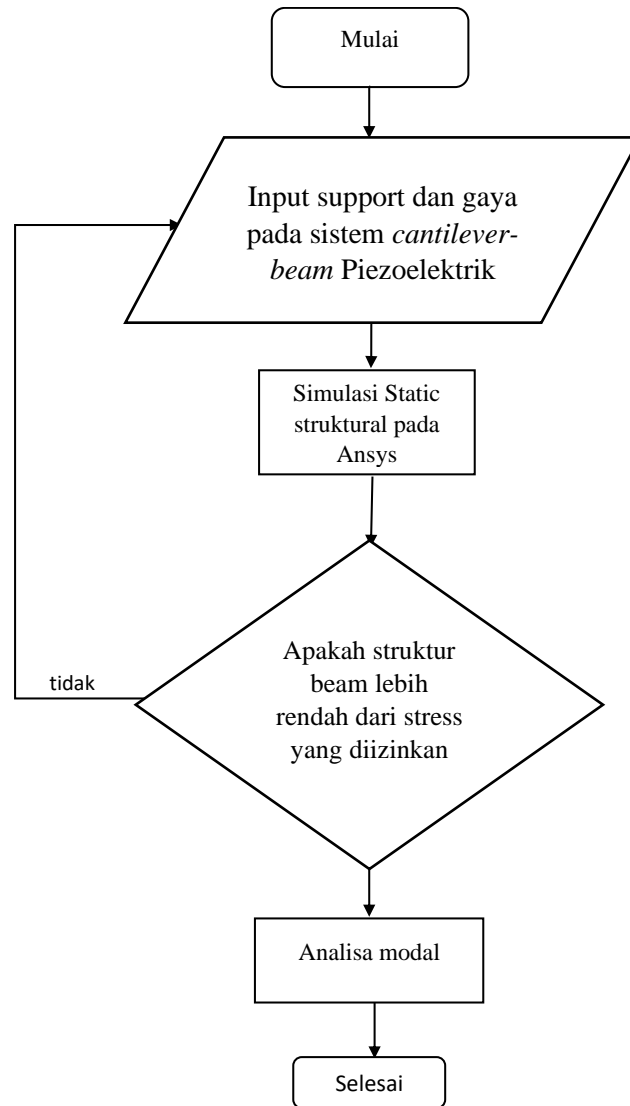 Mulai
Input support dan gaya
pada sistem cantilever-
beam Piezoelektrik
Simulasi Static
struktural pada
Ansys
Apakah struktur
beam lebih
rendah dari stress
yang diizinkan
tidak
Analisa modal
Selesai